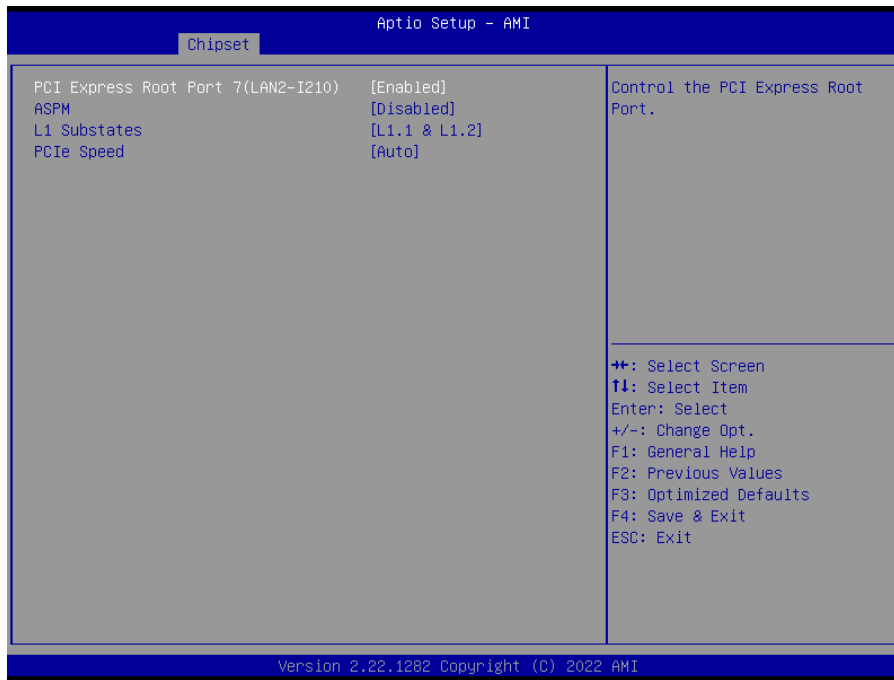 Aptio Setup – AMI
Chipset
PCI Express Root Port 7(LAN2-I210) [Enabled]
ASPM [Disabled]
L1 Substates [L1.1 & L1.2]
PCIe Speed [Auto]
Control the PCI Express Root
Port.
→←: Select Screen
↑↓: Select Item
Enter: Select
+/-: Change Opt.
F1: General Help
F2: Previous Values
F3: Optimized Defaults
F4: Save & Exit
ESC: Exit
Version 2.22.1282 Copyright (C) 2022 AMI